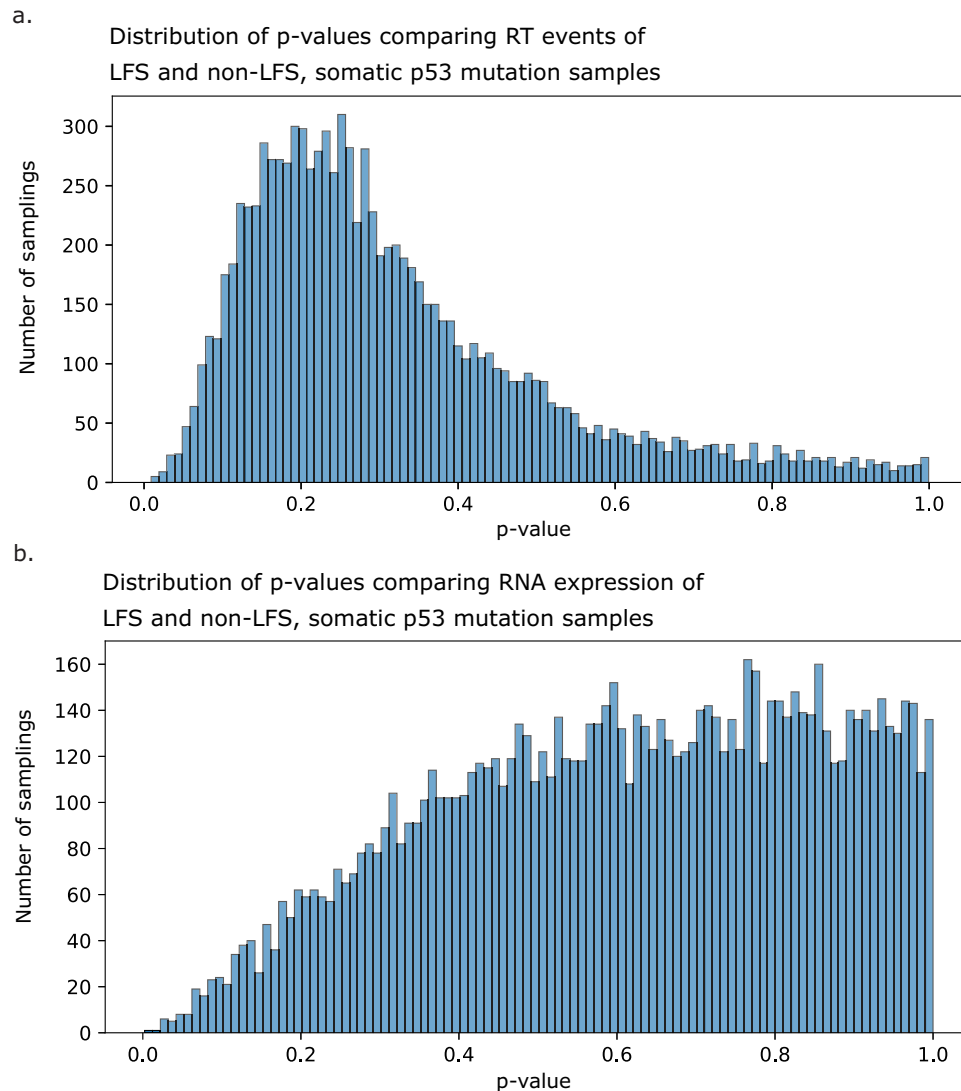 a.
Distribution of p-values comparing RT events of
LFS and non-LFS, somatic p53 mutation samples
300
250
200
150
100
50
0
Number of samplings
0.0 0.2 0.4 0.6 0.8 1.0
p-value
b.
Distribution of p-values comparing RNA expression of
LFS and non-LFS, somatic p53 mutation samples
160
140
120
100
80
60
40
20
0
Number of samplings
0.0 0.2 0.4 0.6 0.8 1.0
p-value